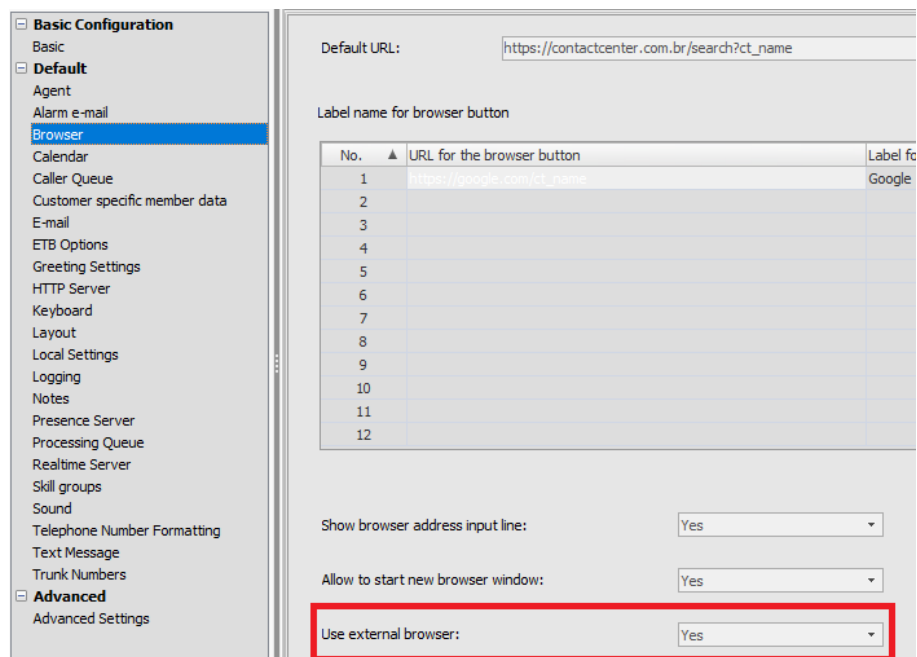 Basic Configuration
Basic
Default
Agent
Alarm e-mail
Browser
Calendar
Caller Queue
Customer specific member data
E-mail
ETB Options
Greeting Settings
HTTP Server
Keyboard
Layout
Local Settings
Logging
Notes
Presence Server
Processing Queue
Realtime Server
Skill groups
Sound
Telephone Number Formatting
Text Message
Trunk Numbers
Advanced
Advanced Settings
Default URL: https://contactcenter.com.br/search?ct_name
Label name for browser button
No. URL for the browser button Label fo
1 https://google.com/ct_name Google
2
3
4
5
6
7
8
9
10
11
12
Show browser address input line: Yes
Allow to start new browser window: Yes
Use external browser: Yes